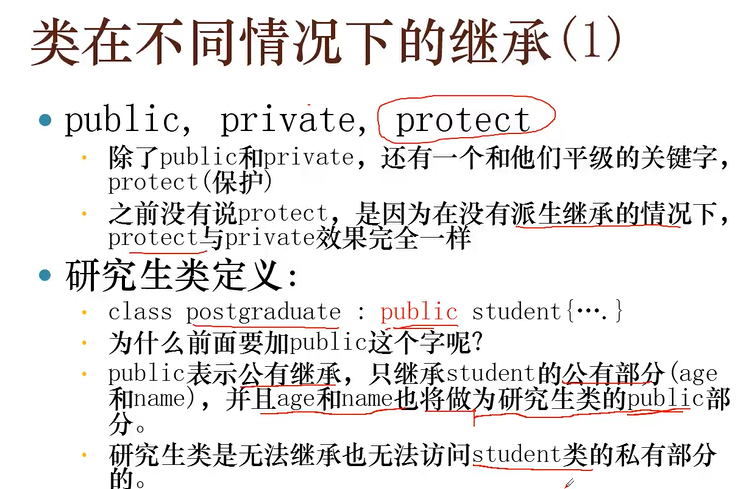 类在不同情况下的继承(1)
public, private, protect
除了public和private，还有一个和他们平级的关键字，
protect(保护)
之前没有说protect，是因为在没有派生继承的情况下，
protect与private效果完全一样
研究生类定义:
class postgraduate : public student{….}
为什么前面要加public这个字呢?
public表示公有继承，只继承student的公有部分(age
和name)，并且age和name也将做为研究生类的public部
分。
研究生类是无法继承也无法访问student类的私有部分
的。